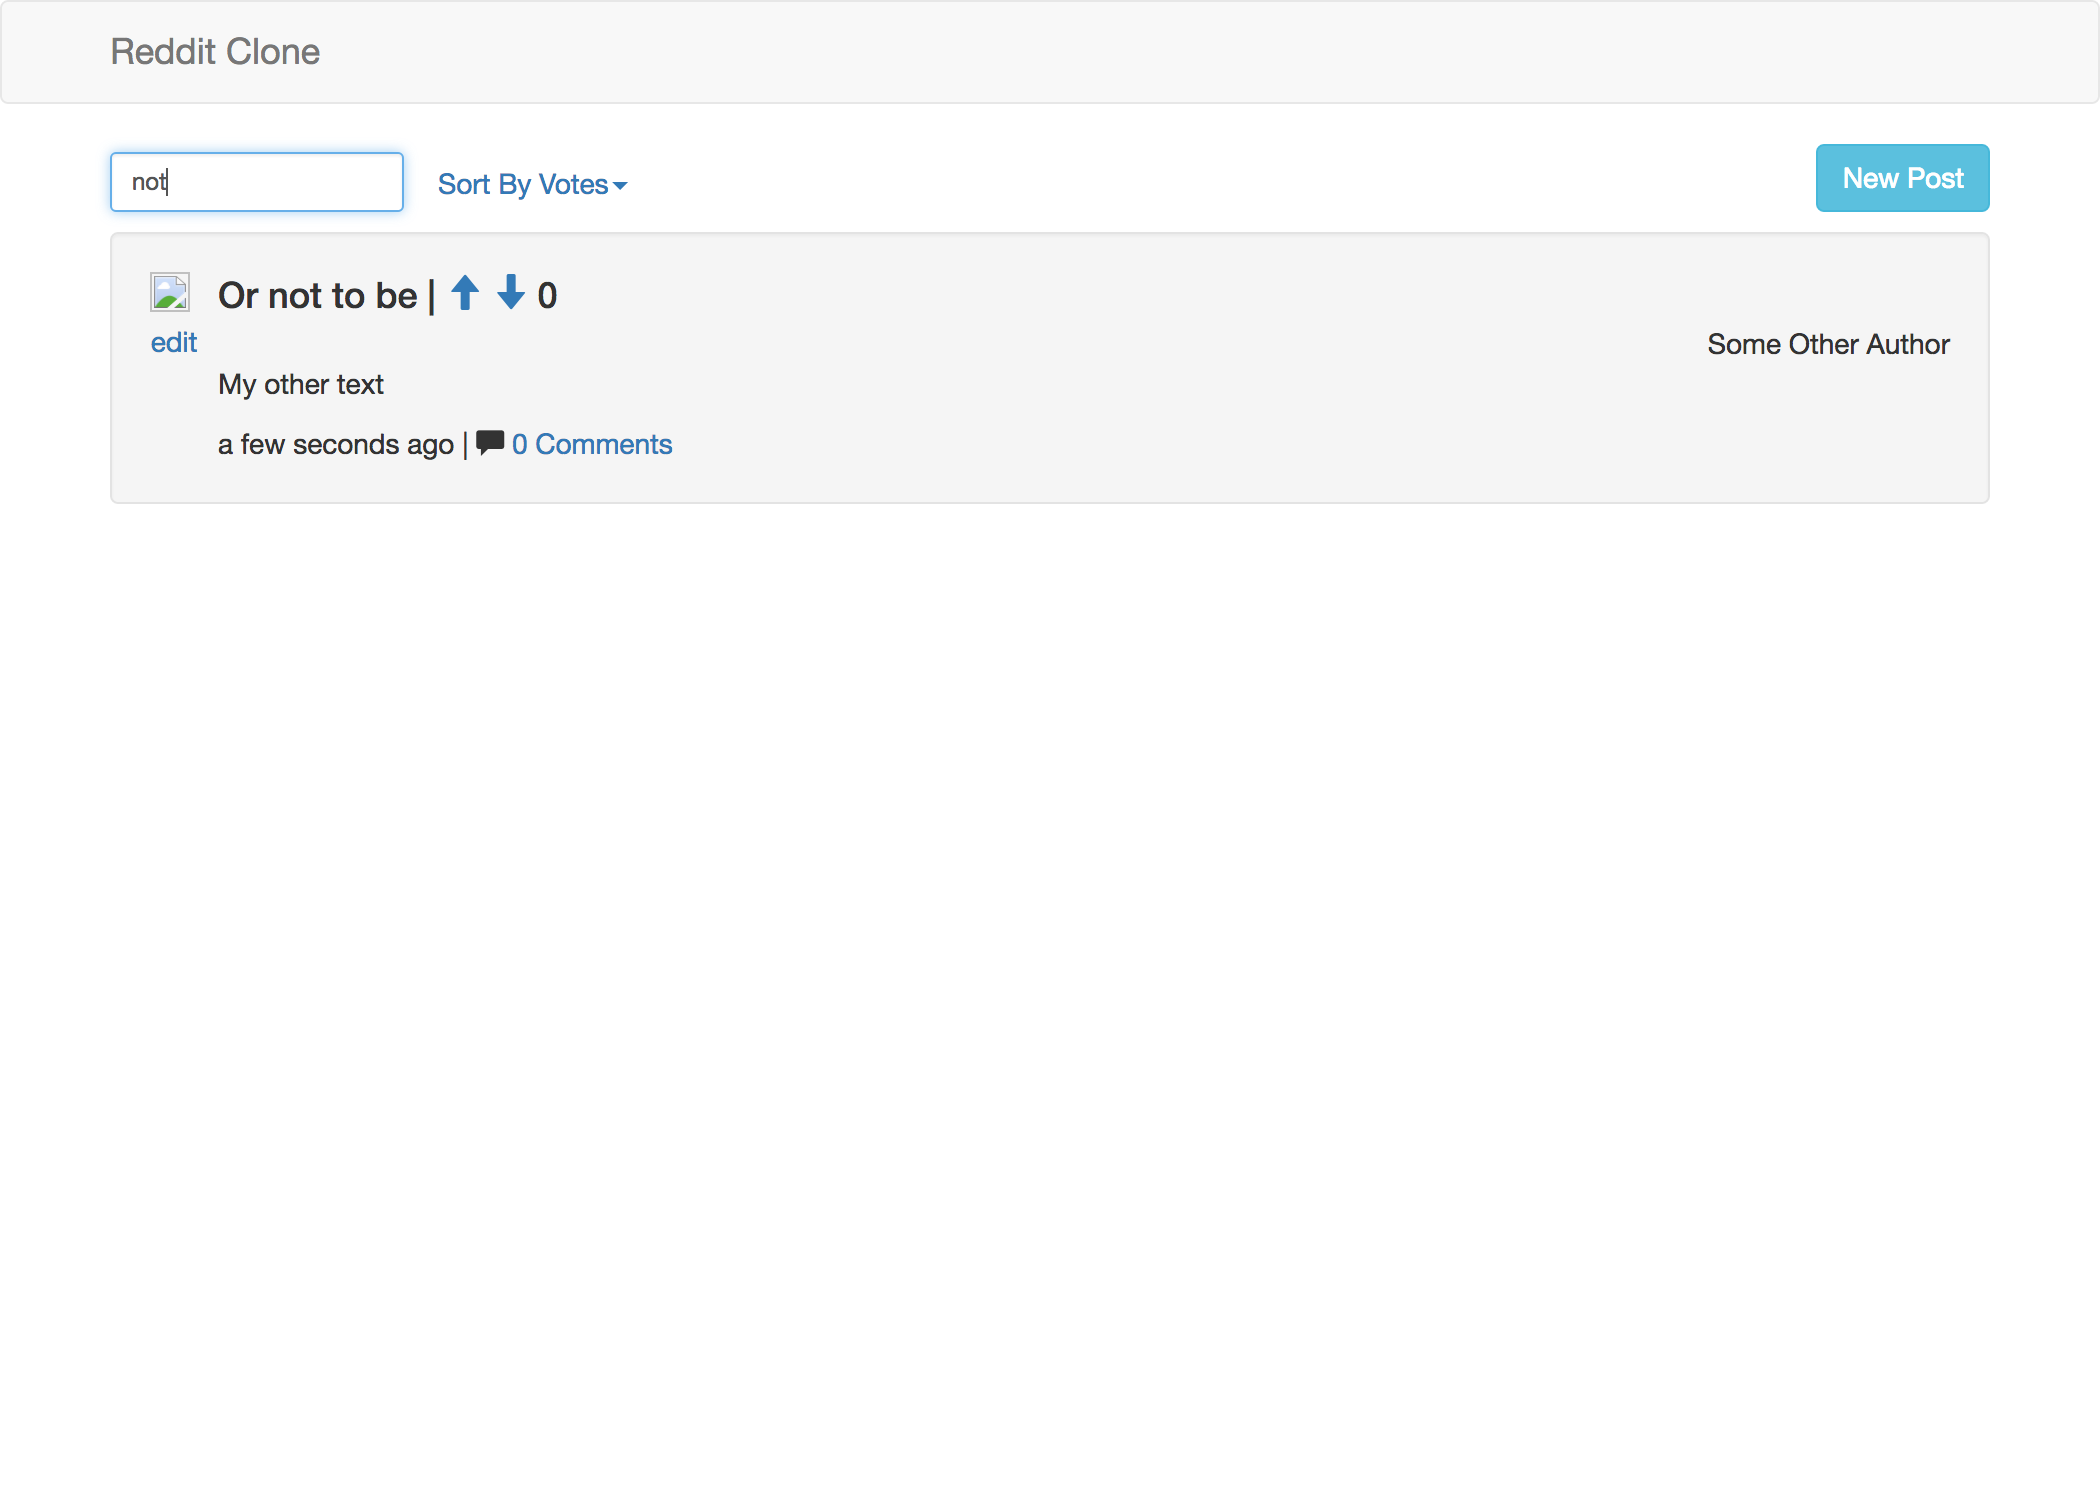 Reddit Clone
not
Sort By Votes
New Post
Or not to be | 0
edit
Some Other Author
My other text
a few seconds ago | 0 Comments